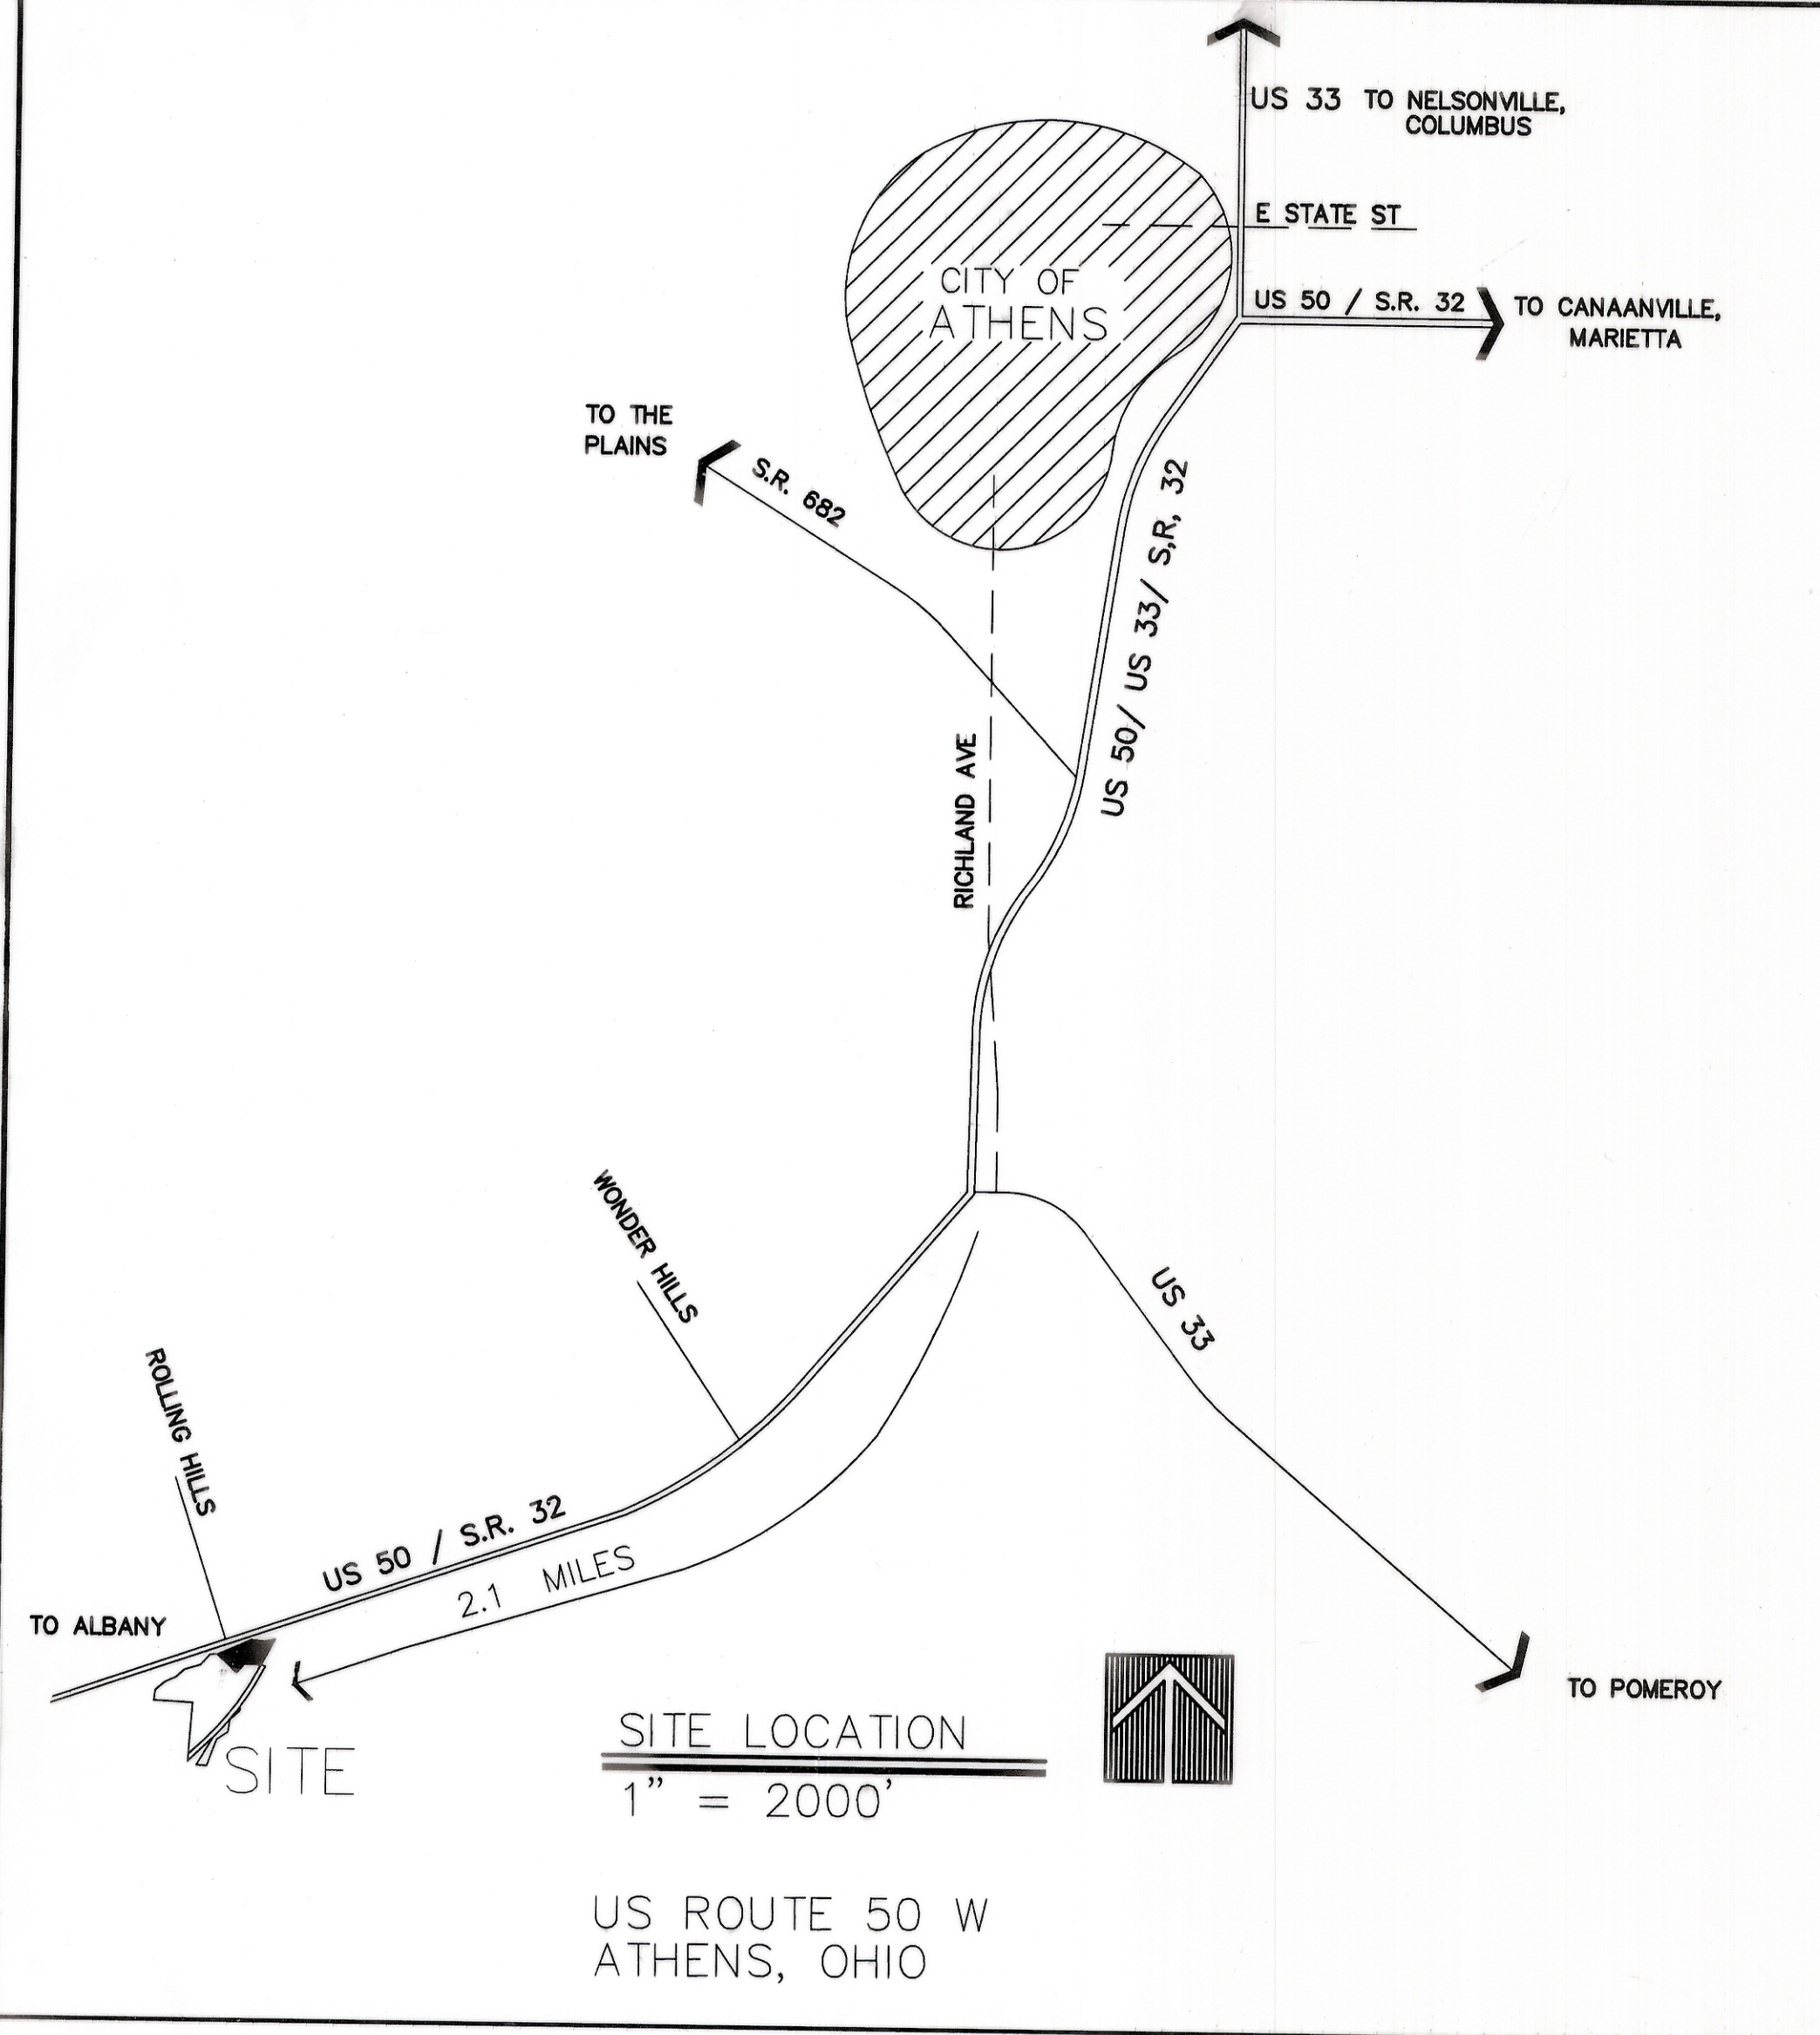 US 33 TO NELSONVILLE,
COLUMBUS
E STATE ST
CITY OF
ATHENS
US 50 / S.R. 32
TO CANAANVILLE,
MARIETTA
TO THE
PLAINS
S.R. 682
US 50/ US 33/ S,R, 32
RICHLAND AVE
WONDER HILLS
US 33
ROLLING HILLS
US 50 / S.R. 32
2.1 MILES
TO ALBANY
TO POMEROY
SITE
SITE LOCATION
1" = 2000'
US ROUTE 50 W
ATHENS, OHIO